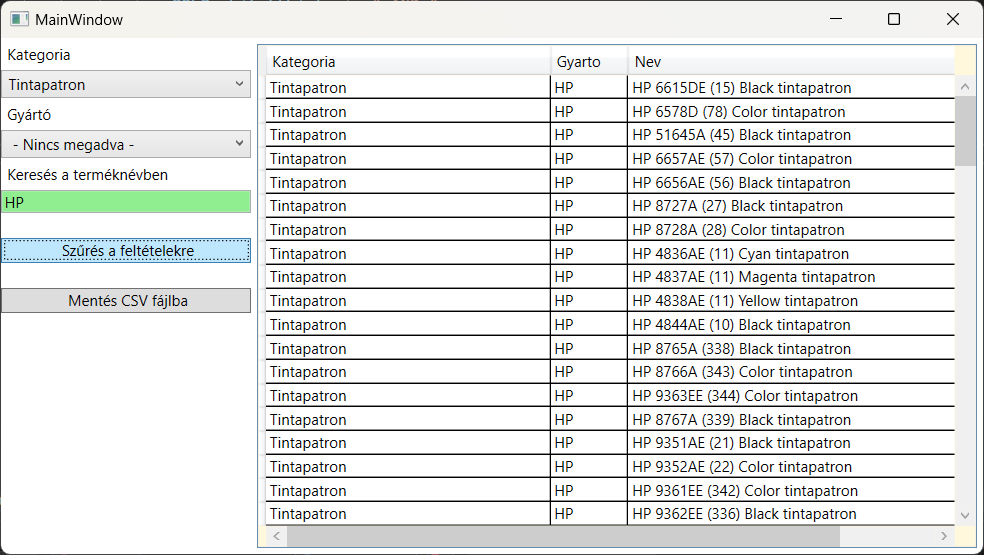 MainWindow
Kategoria
Tintapatron
Gyártó
- Nincs megadva -
Keresés a terméknévben
HP
Szűrés a feltételekre
Mentés CSV fájlba
Kategoria Gyarto Nev
Tintapatron HP HP 6615DE (15) Black tintapatron
Tintapatron HP HP 6578D (78) Color tintapatron
Tintapatron HP HP 51645A (45) Black tintapatron
Tintapatron HP HP 6657AE (57) Color tintapatron
Tintapatron HP HP 6656AE (56) Black tintapatron
Tintapatron HP HP 8727A (27) Black tintapatron
Tintapatron HP HP 8728A (28) Color tintapatron
Tintapatron HP HP 4836AE (11) Cyan tintapatron
Tintapatron HP HP 4837AE (11) Magenta tintapatron
Tintapatron HP HP 4838AE (11) Yellow tintapatron
Tintapatron HP HP 4844AE (10) Black tintapatron
Tintapatron HP HP 8765A (338) Black tintapatron
Tintapatron HP HP 8766A (343) Color tintapatron
Tintapatron HP HP 9363EE (344) Color tintapatron
Tintapatron HP HP 8767A (339) Black tintapatron
Tintapatron HP HP 9351AE (21) Black tintapatron
Tintapatron HP HP 9352AE (22) Color tintapatron
Tintapatron HP HP 9361EE (342) Color tintapatron
Tintapatron HP HP 9362EE (336) Black tintapatron